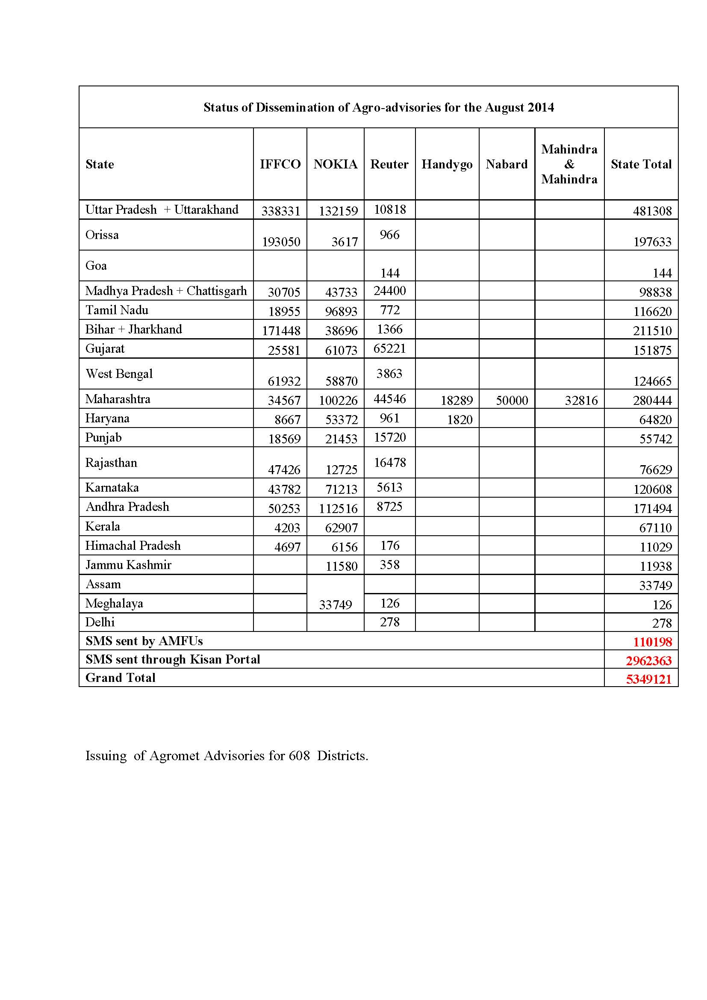 Status of Dissemination of Agro-advisories for the August 2014
State IFFCO NOKIA Reuter Handygo Nabard Mahindra & Mahindra State Total
Uttar Pradesh + Uttarakhand 338331 132159 10818 481308
Orissa 193050 3617 966 197633
Goa 144 144
Madhya Pradesh + Chattisgarh 30705 43733 24400 98838
Tamil Nadu 18955 96893 772 116620
Bihar + Jharkhand 171448 38696 1366 211510
Gujarat 25581 61073 65221 151875
West Bengal 61932 58870 3863 124665
Maharashtra 34567 100226 44546 18289 50000 32816 280444
Haryana 8667 53372 961 1820 64820
Punjab 18569 21453 15720 55742
Rajasthan 47426 12725 16478 76629
Karnataka 43782 71213 5613 120608
Andhra Pradesh 50253 112516 8725 171494
Kerala 4203 62907 67110
Himachal Pradesh 4697 6156 176 11029
Jammu Kashmir 11580 358 11938
Assam 33749
Meghalaya 33749 126 126
Delhi 278 278
SMS sent by AMFUs 110198
SMS sent through Kisan Portal 2962363
Grand Total 5349121
Issuing of Agromet Advisories for 608 Districts.